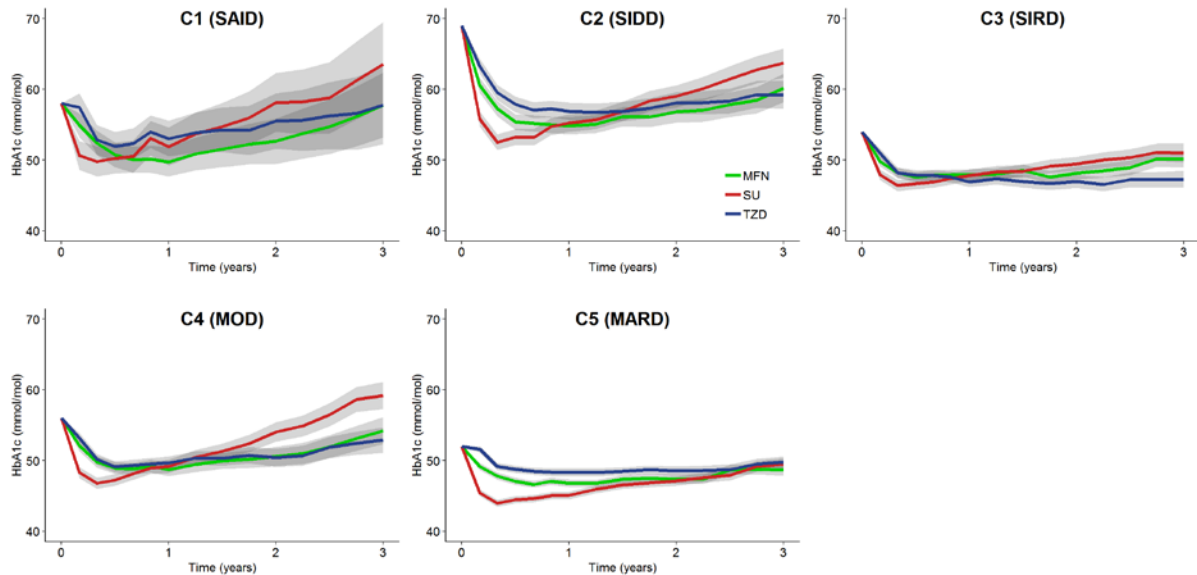 C1 (SAID)
70
60
50
40
HbA1c (mmol/mol)
0 1 2 3
Time (years)
C2 (SIDD)
70
60
50
40
HbA1c (mmol/mol)
MFN
SU
TZD
0 1 2 3
Time (years)
C3 (SIRD)
70
60
50
40
HbA1c (mmol/mol)
0 1 2 3
Time (years)
C4 (MOD)
70
60
50
40
HbA1c (mmol/mol)
0 1 2 3
Time (years)
C5 (MARD)
70
60
50
40
HbA1c (mmol/mol)
0 1 2 3
Time (years)